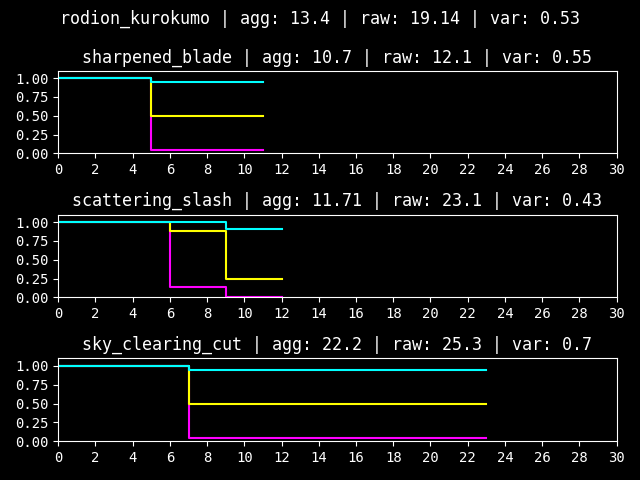 rodion_kurokumo | agg: 13.4 | raw: 19.14 | var: 0.53
sharpened_blade | agg: 10.7 | raw: 12.1 | var: 0.55
1.00
0.75
0.50
0.25
0.00
0 2 4 6 8 10 12 14 16 18 20 22 24 26 28 30
scattering_slash | agg: 11.71 | raw: 23.1 | var: 0.43
1.00
0.75
0.50
0.25
0.00
0 2 4 6 8 10 12 14 16 18 20 22 24 26 28 30
sky_clearing_cut | agg: 22.2 | raw: 25.3 | var: 0.7
1.00
0.75
0.50
0.25
0.00
0 2 4 6 8 10 12 14 16 18 20 22 24 26 28 30